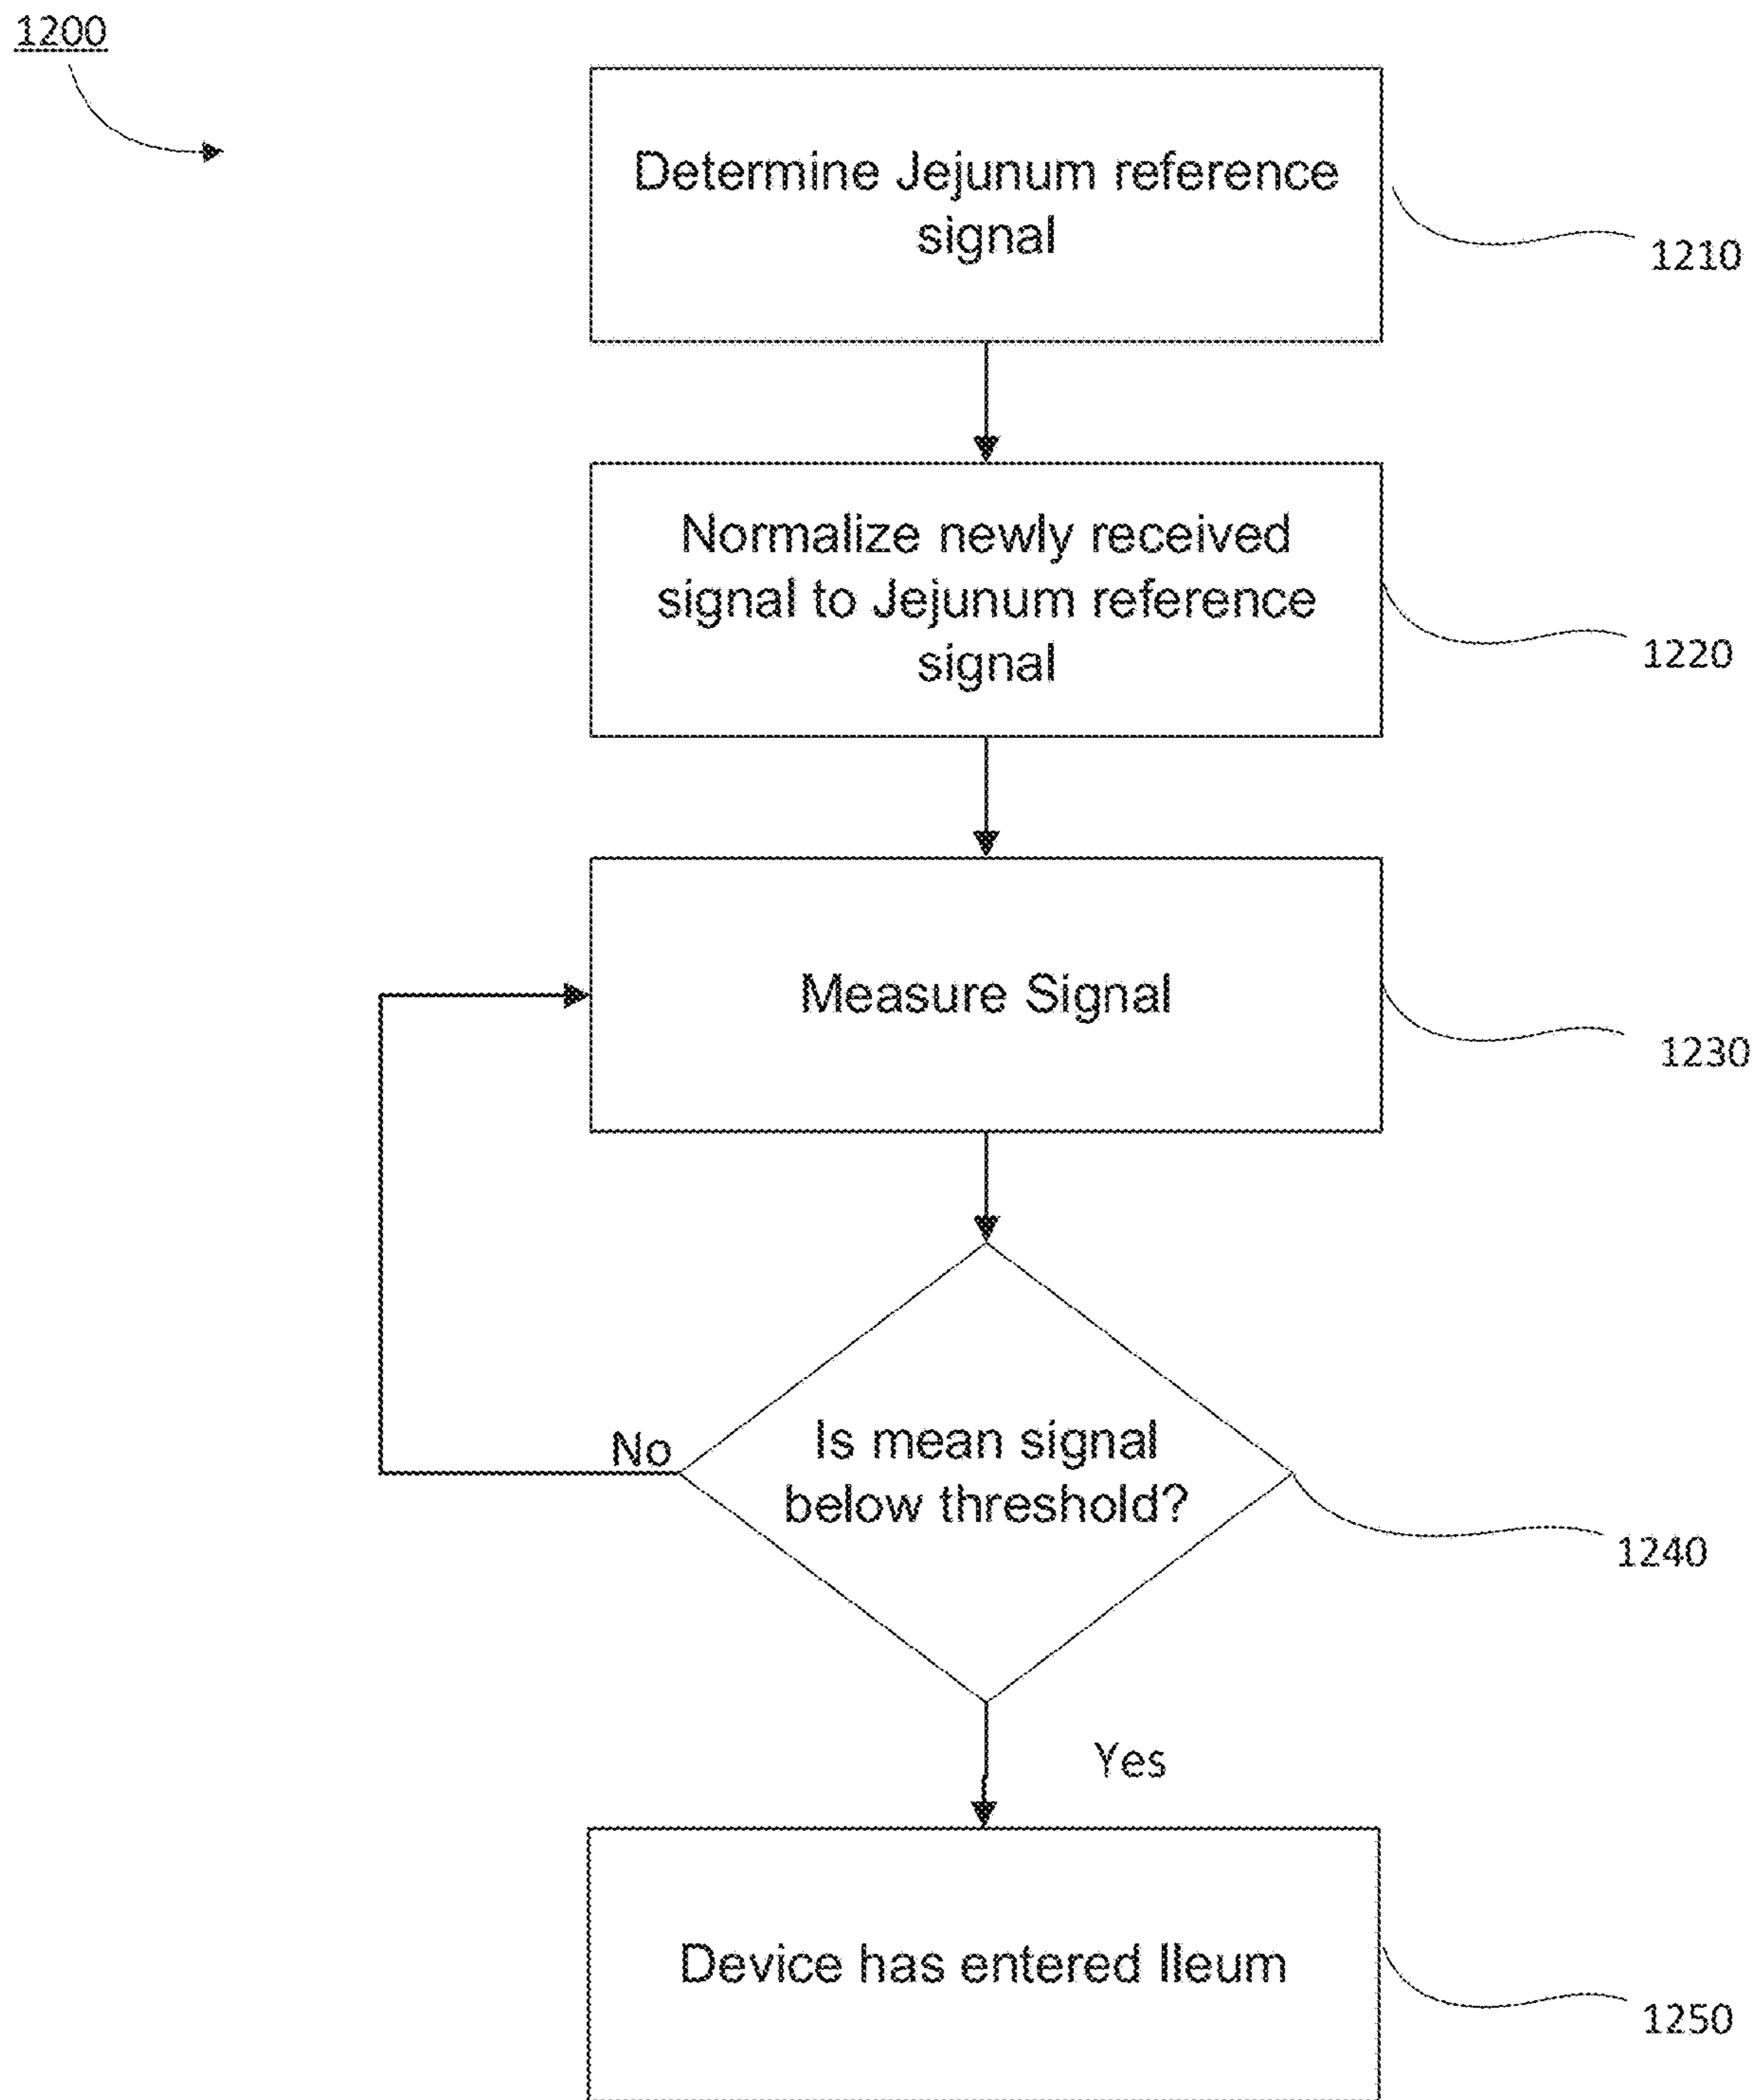 1200
Determine Jejunum reference
signal
1210
Normalize newly received
signal to Jejunum reference
signal
1220
Measure Signal
1230
No
Is mean signal
below threshold?
1240
Yes
Device has entered Ileum
1250